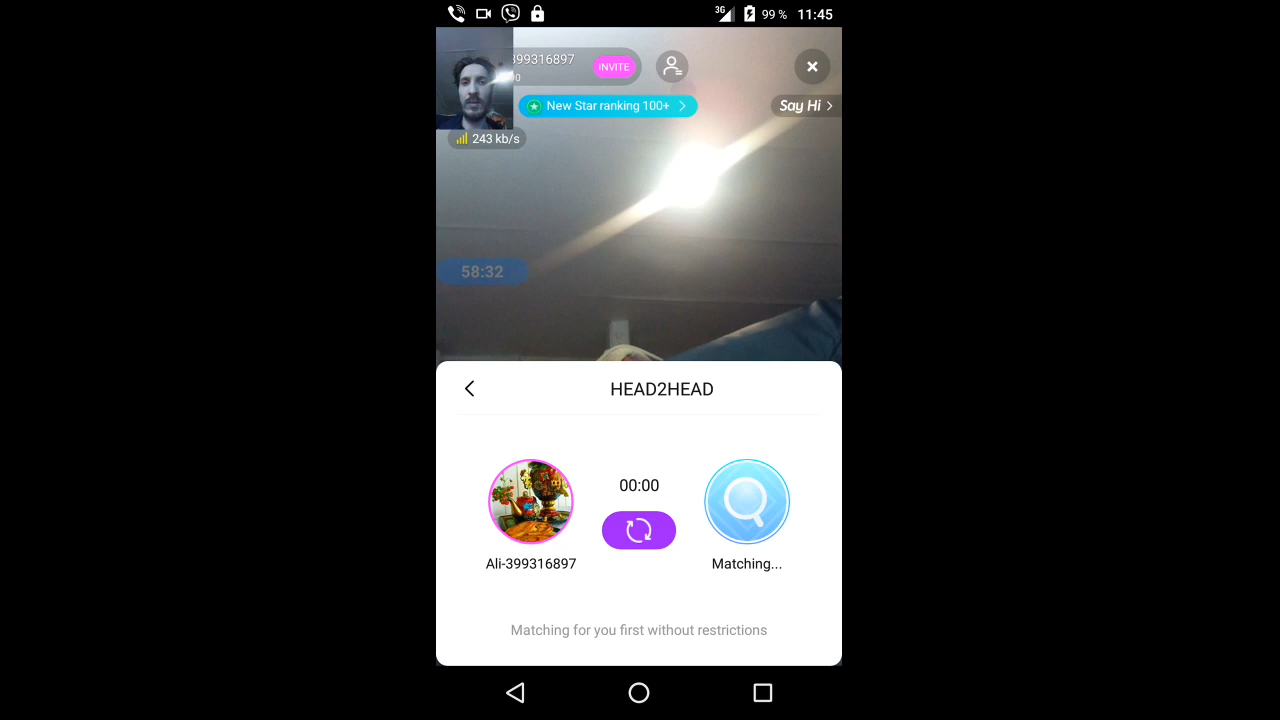 3G 99 % 11:45
399316897
INVITE
New Star ranking 100+
Say Hi
243 kb/s
58:32
HEAD2HEAD
00:00
Ali-399316897
Matching...
Matching for you first without restrictions